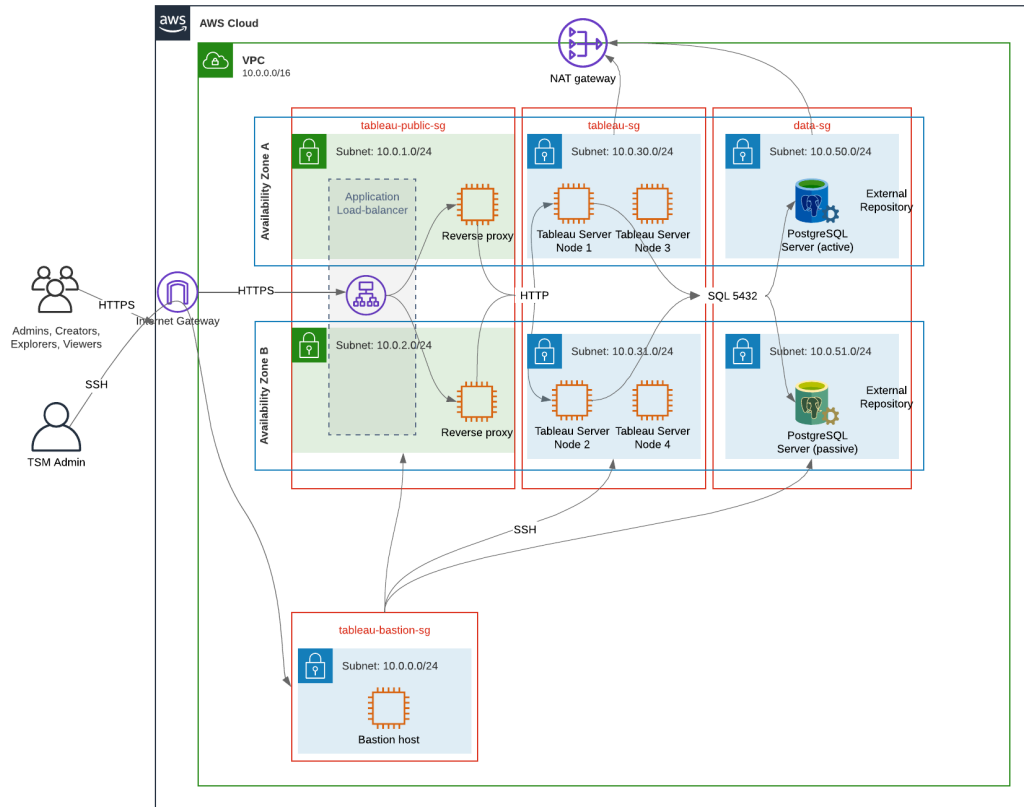 aws
AWS Cloud
VPC
10.0.0.0/16
NAT gateway
tableau-public-sg
tableau-sg
data-sg
Availability Zone A
Subnet: 10.0.1.0/24
Subnet: 10.0.30.0/24
Subnet: 10.0.50.0/24
Application
Load-balancer
Reverse proxy
Tableau Server
Node 1
Tableau Server
Node 3
PostgreSQL
Server (active)
External
Repository
HTTPS
Admins, Creators,
Explorers, Viewers
Internet Gateway
HTTPS
HTTP
SQL 5432
SSH
TSM Admin
Availability Zone B
Subnet: 10.0.2.0/24
Subnet: 10.0.31.0/24
Subnet: 10.0.51.0/24
Reverse proxy
Tableau Server
Node 2
Tableau Server
Node 4
PostgreSQL
Server (passive)
External
Repository
SSH
tableau-bastion-sg
Subnet: 10.0.0.0/24
Bastion host